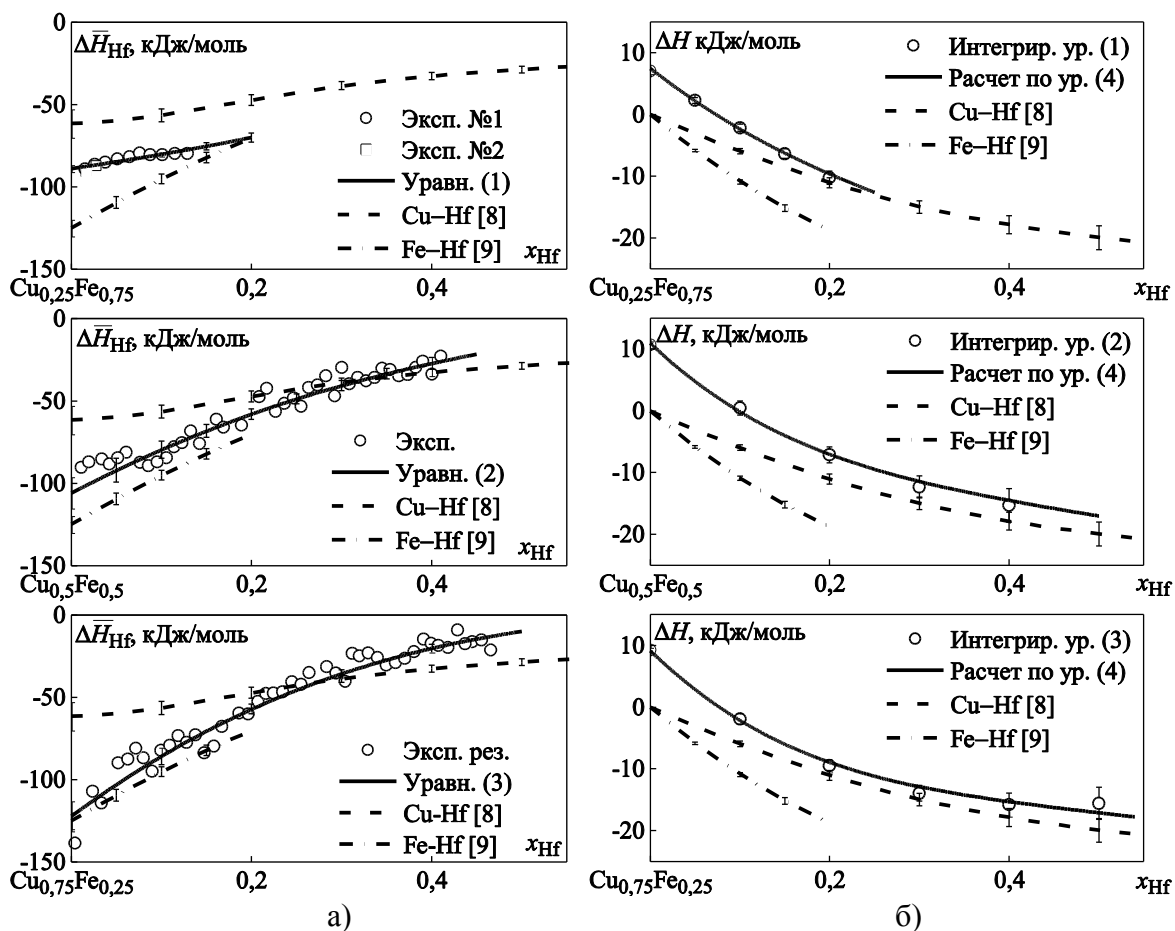 0
-50
-100
-150
ΔH̅Hf, кДж/моль
Эксп. №1
Эксп. №2
Уравн. (1)
Cu–Hf [8]
Fe–Hf [9]
xHf
Cu0,25Fe0,75
0,2
0,4
10
0
-10
-20
ΔH кДж/моль
Интегрир. ур. (1)
Расчет по ур. (4)
Cu–Hf [8]
Fe–Hf [9]
Cu0,25Fe0,75
0,2
0,4
xHf
0
-50
-100
-150
ΔH̅Hf, кДж/моль
Эксп.
Уравн. (2)
Cu–Hf [8]
Fe–Hf [9]
xHf
Cu0,5Fe0,5
0,2
0,4
10
0
-10
-20
ΔH, кДж/моль
Интегрир. ур. (2)
Расчет по ур. (4)
Cu–Hf [8]
Fe–Hf [9]
Cu0,5Fe0,5
0,2
0,4
xHf
0
-50
-100
-150
ΔH̅Hf, кДж/моль
Эксп. рез.
Уравн. (3)
Cu-Hf [8]
Fe-Hf [9]
xHf
Cu0,75Fe0,25
0,2
0,4
10
0
-10
-20
ΔH, кДж/моль
Интегрир. ур. (3)
Расчет по ур. (4)
Cu–Hf [8]
Fe–Hf [9]
Cu0,75Fe0,25
0,2
0,4
xHf
а)
б)